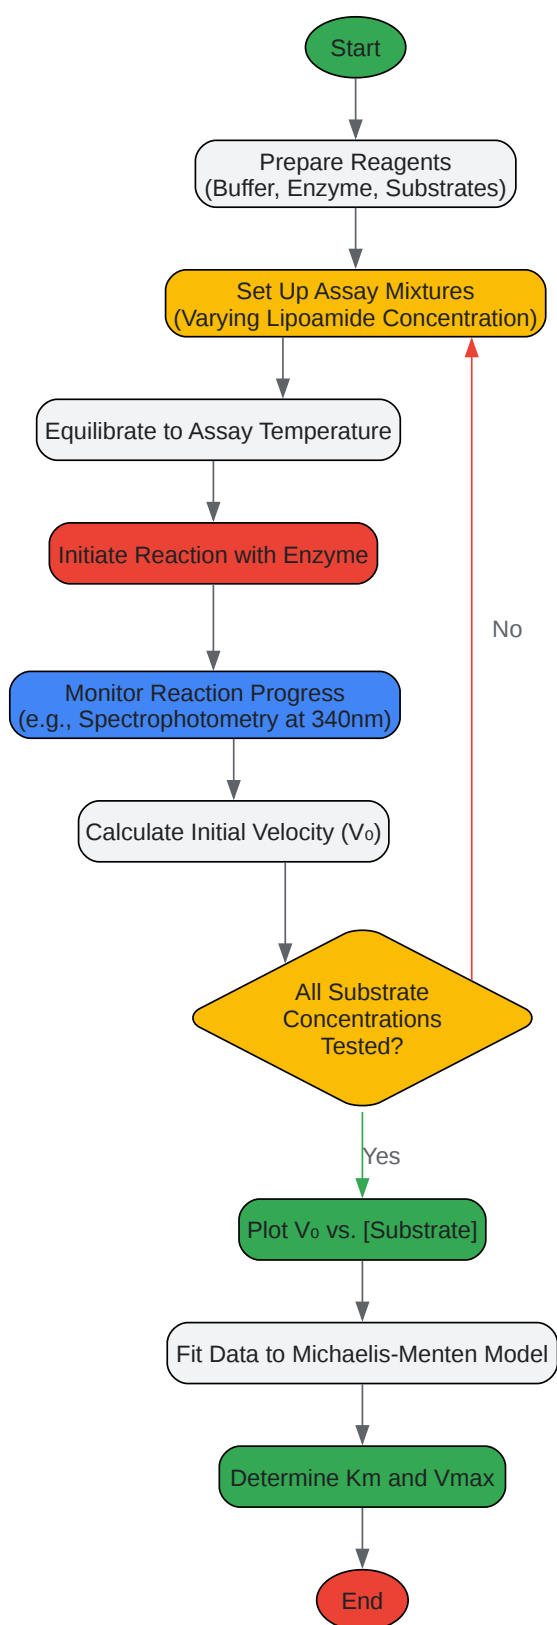 Start
Prepare Reagents
(Buffer, Enzyme, Substrates)
Set Up Assay Mixtures
(Varying Lipoamide Concentration)
Equilibrate to Assay Temperature
Initiate Reaction with Enzyme
No
Monitor Reaction Progress
(e.g., Spectrophotometry at 340nm)
Calculate Initial Velocity (V₀)
All Substrate
Concentrations
Tested?
Yes
Plot V₀ vs. [Substrate]
Fit Data to Michaelis-Menten Model
Determine Km and Vmax
End